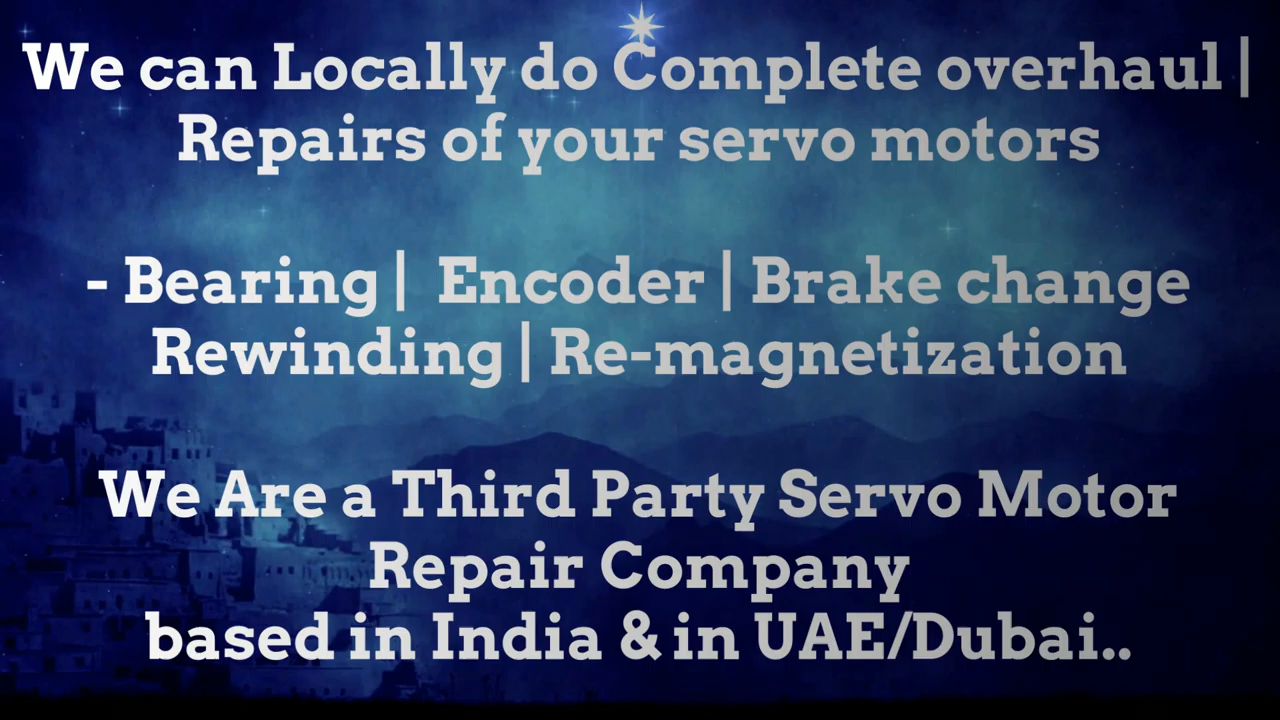 We can Locally do Complete overhaul |
Repairs of your servo motors
- Bearing | Encoder | Brake change
Rewinding | Re-magnetization
We Are a Third Party Servo Motor
Repair Company
based in India & in UAE/Dubai..